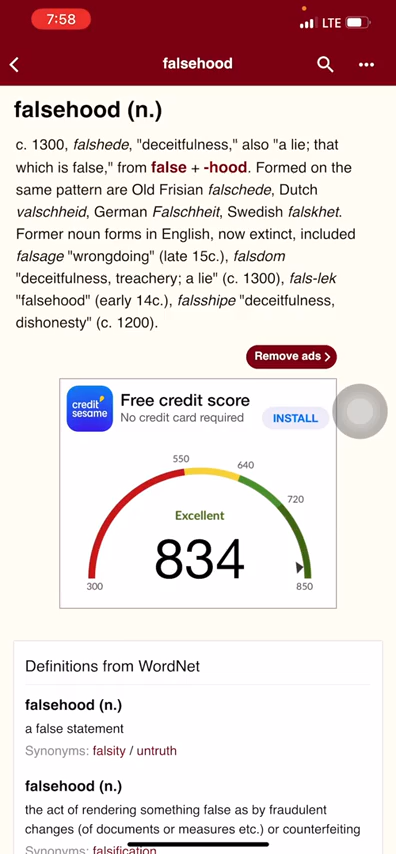 7:58
LTE
falsehood
falsehood (n.)
c. 1300, falshede, "deceitfulness," also "a lie; that
which is false," from false + -hood. Formed on the
same pattern are Old Frisian falschede, Dutch
valschheid, German Falschheit, Swedish falskhet.
Former noun forms in English, now extinct, included
falsage "wrongdoing" (late 15c.), falsdom
"deceitfulness, treachery; a lie" (c. 1300), fals-lek
"falsehood" (early 14c.), falsshipe "deceitfulness,
dishonesty" (c. 1200).
Remove ads
credit
sesame
Free credit score
No credit card required
INSTALL
550
640
720
Excellent
834
300
850
Definitions from WordNet
falsehood (n.)
a false statement
Synonyms: falsity / untruth
falsehood (n.)
the act of rendering something false as by fraudulent
changes (of documents or measures etc.) or counterfeiting
Synonyms: falsification